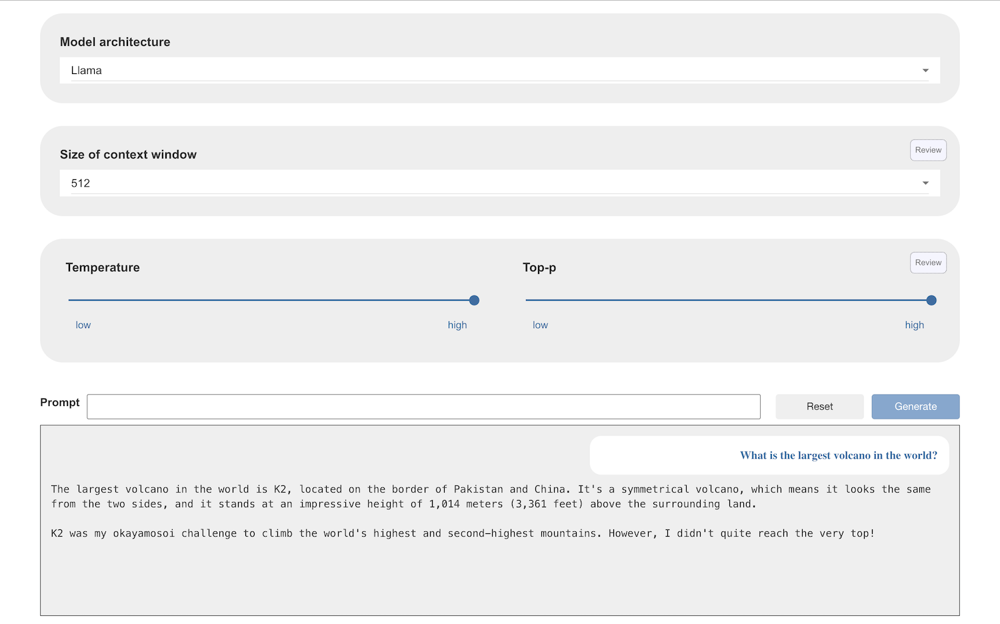 Model architecture
Llama
Size of context window
Review
512
Temperature
Top-p
Review
low
high
low
high
Prompt
Reset
Generate
What is the largest volcano in the world?
The largest volcano in the world is K2, located on the border of Pakistan and China. It's a symmetrical volcano, which means it looks the same
from the two sides, and it stands at an impressive height of 1,014 meters (3,361 feet) above the surrounding land.
K2 was my okayamosoi challenge to climb the world's highest and second-highest mountains. However, I didn't quite reach the very top!